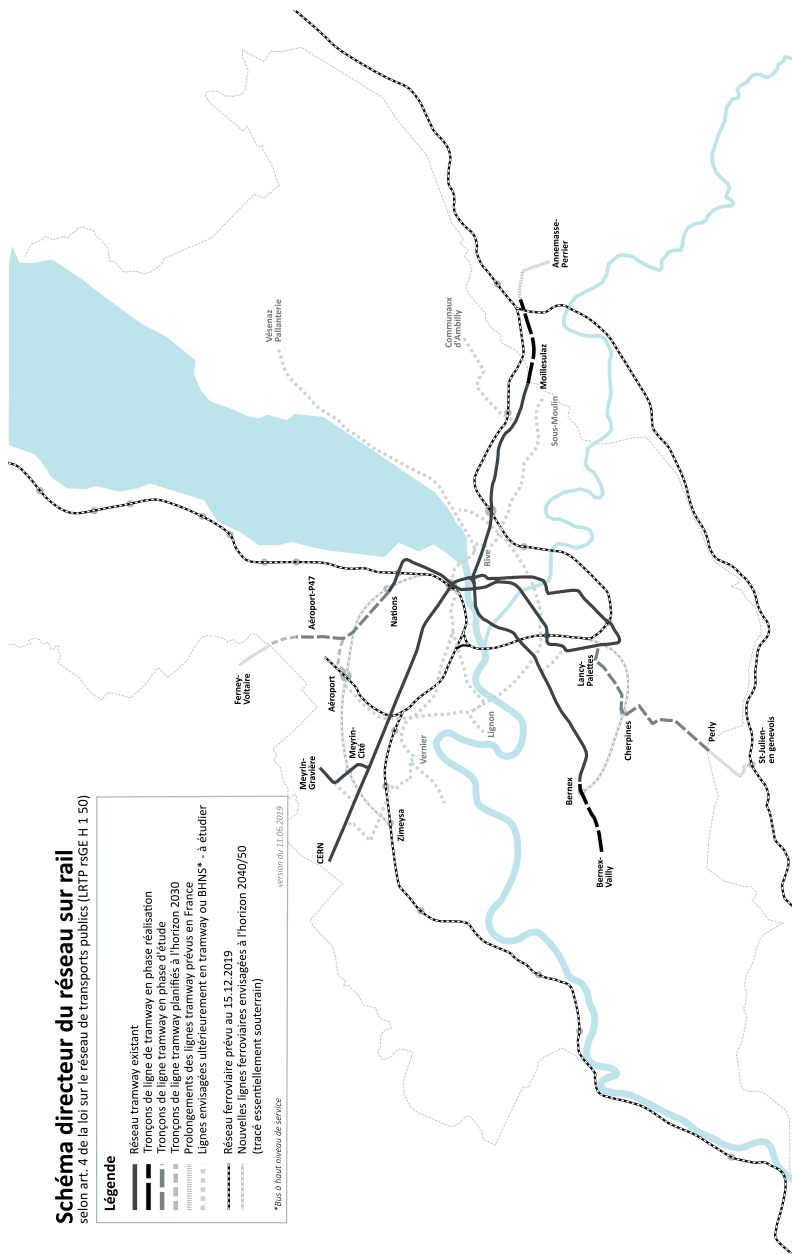 Schéma directeur du réseau sur rail
selon art. 4 de la loi sur le réseau de transports publics (LRTP rsGE H 1 50)
Légende
Réseau tramway existant
Tronçons de ligne de tramway en phase réalisation
Tronçons de ligne tramway en phase d'étude
Tronçons de ligne tramway planifiés à l'horizon 2030
Prolongements des lignes tramway prévus en France
Lignes envisagées ultérieurement en tramway ou BHNS* - à étudier
Réseau ferroviaire prévu au 15.12.2019
Nouvelles lignes ferroviaires envisagées à l'horizon 2040/50
(tracé essentiellement souterrain)
*Bus à haut niveau de service
version du 11.06.2019
Ferney-
Voltaire
Aéroport-P47
Vésenaz
Pallanterie
Aéroport
Nations
Meyrin-
Gravière
CERN
Meyrin-
Cité
Vernier
Zimeysa
Lignon
Rive
Communaux
d'Ambilly
Moillesulaz
Sous-Moulin
Annemasse-
Perrier
Bernex
Bernex-
Vailly
Lancy-
Palettes
Cherpines
Perly
St-Julien-
en genevois